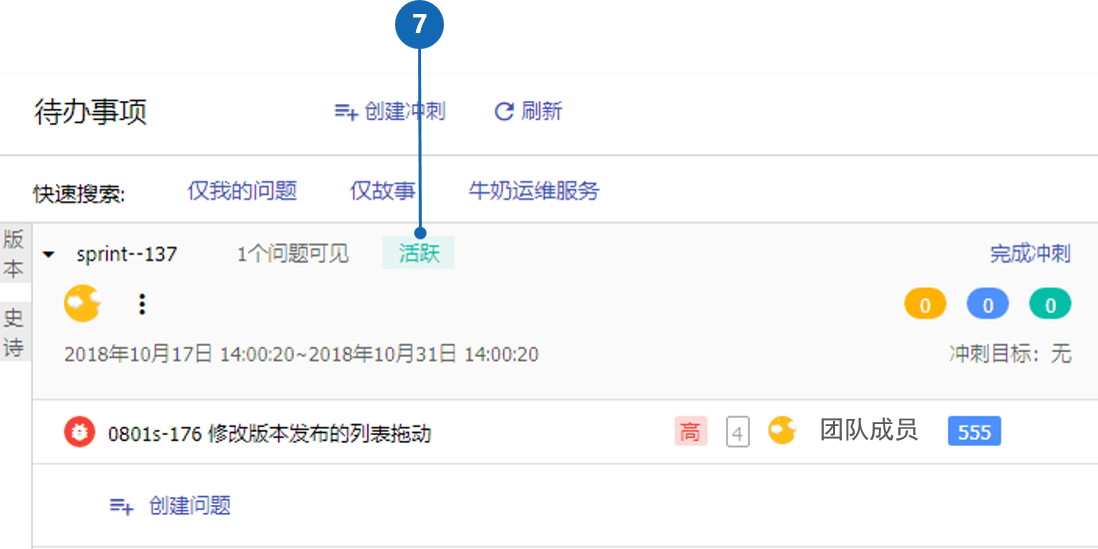 7
待办事项 创建冲刺 刷新
快速搜索: 仅我的问题 仅故事 牛奶运维服务
版本
史诗
sprint--137 1个问题可见 活跃 完成冲刺
0 0 0
2018年10月17日 14:00:20~2018年10月31日 14:00:20 冲刺目标：无
0801s-176 修改版本发布的列表拖动 高 4 团队成员 555
创建问题